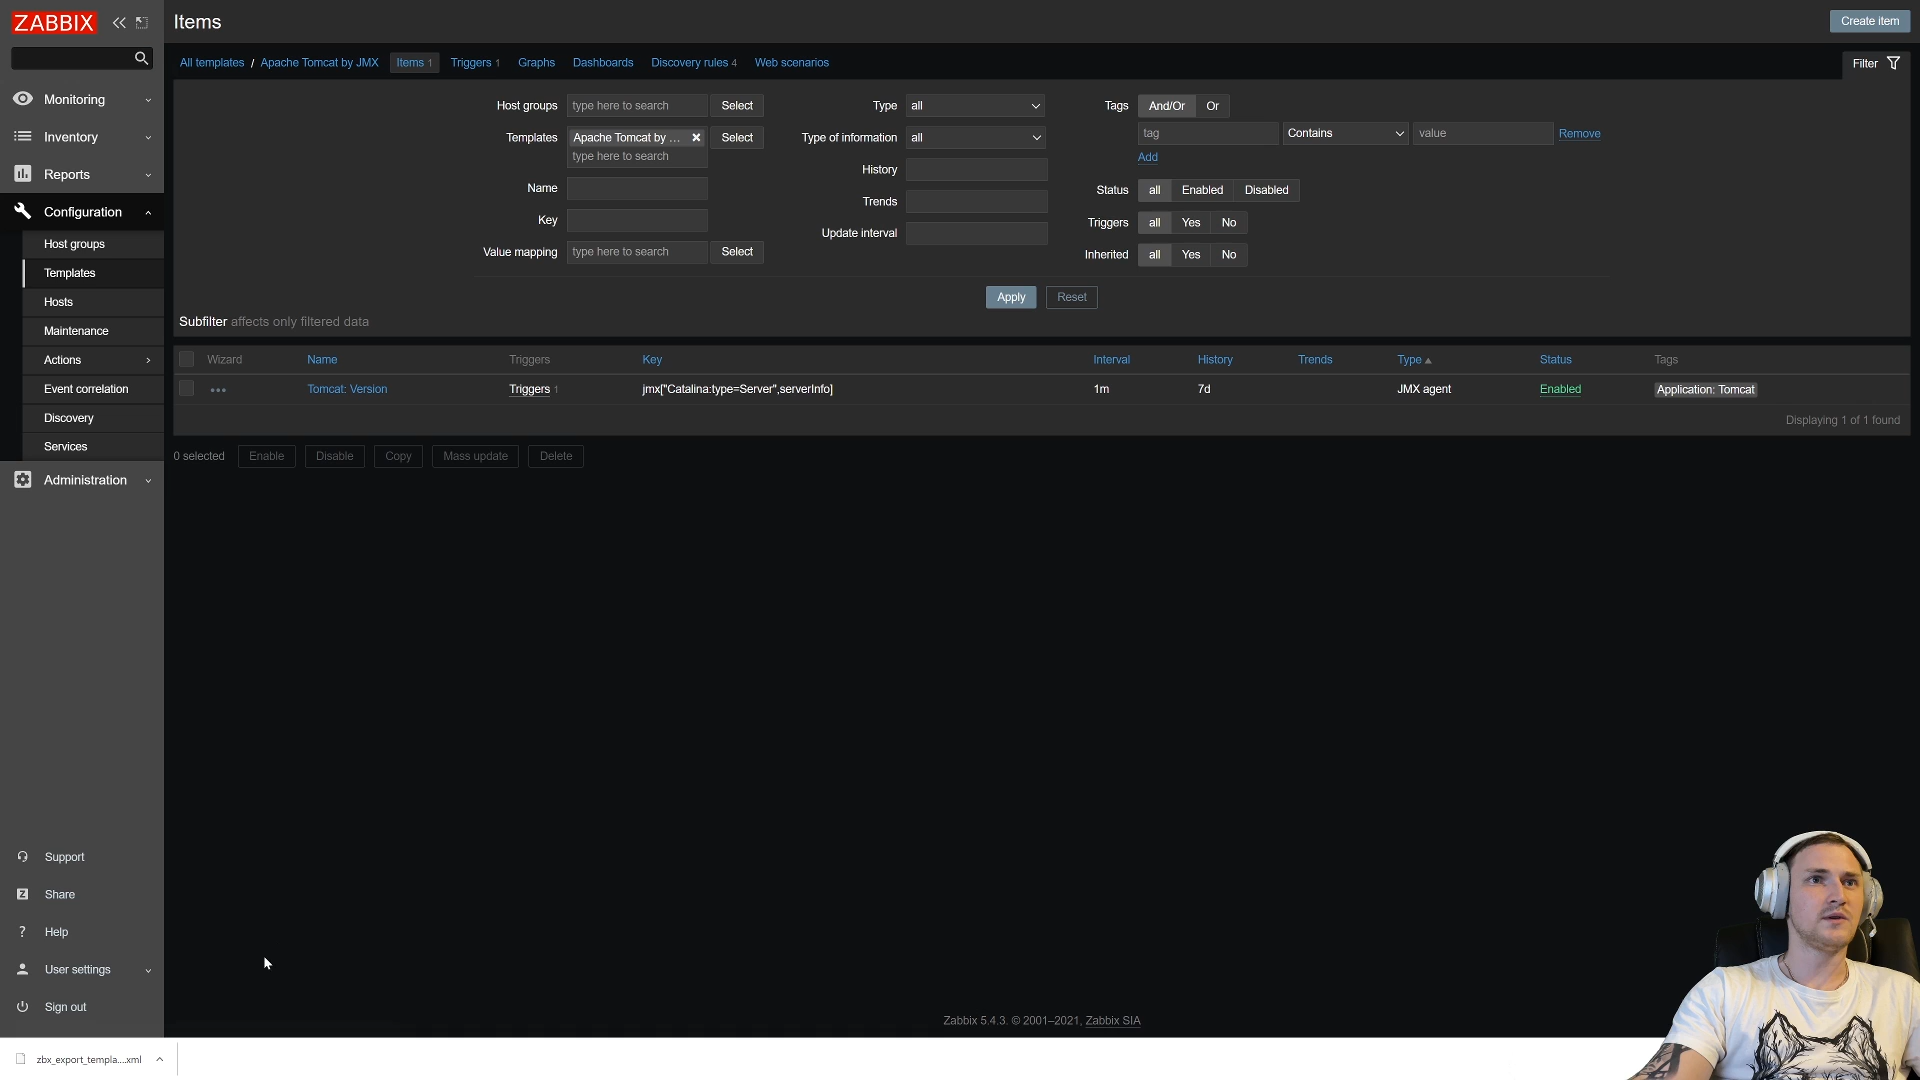 ZABBIX
Items
Create item
All templates / Apache Tomcat by JMX Items 1 Triggers 1 Graphs Dashboards Discovery rules 4 Web scenarios
Filter
Monitoring
Inventory
Reports
Configuration
Host groups
Templates
Hosts
Maintenance
Actions
Event correlation
Discovery
Services
Administration
Support
Share
Help
User settings
Sign out
Host groups type here to search Select
Templates Apache Tomcat by ... Select
type here to search
Name
Key
Value mapping type here to search Select
Type all
Type of information all
History
Trends
Update interval
Tags And/Or Or
tag Contains value Remove
Add
Status all Enabled Disabled
Triggers all Yes No
Inherited all Yes No
Apply Reset
Subfilter affects only filtered data
Wizard Name Triggers Key Interval History Trends Type Status Tags
Tomcat: Version Triggers 1 jmx["Catalina:type=Server",serverInfo] 1m 7d JMX agent Enabled Application: Tomcat
Displaying 1 of 1 found
0 selected Enable Disable Copy Mass update Delete
Zabbix 5.4.3. © 2001–2021, Zabbix SIA
zbx_export_templa....xml